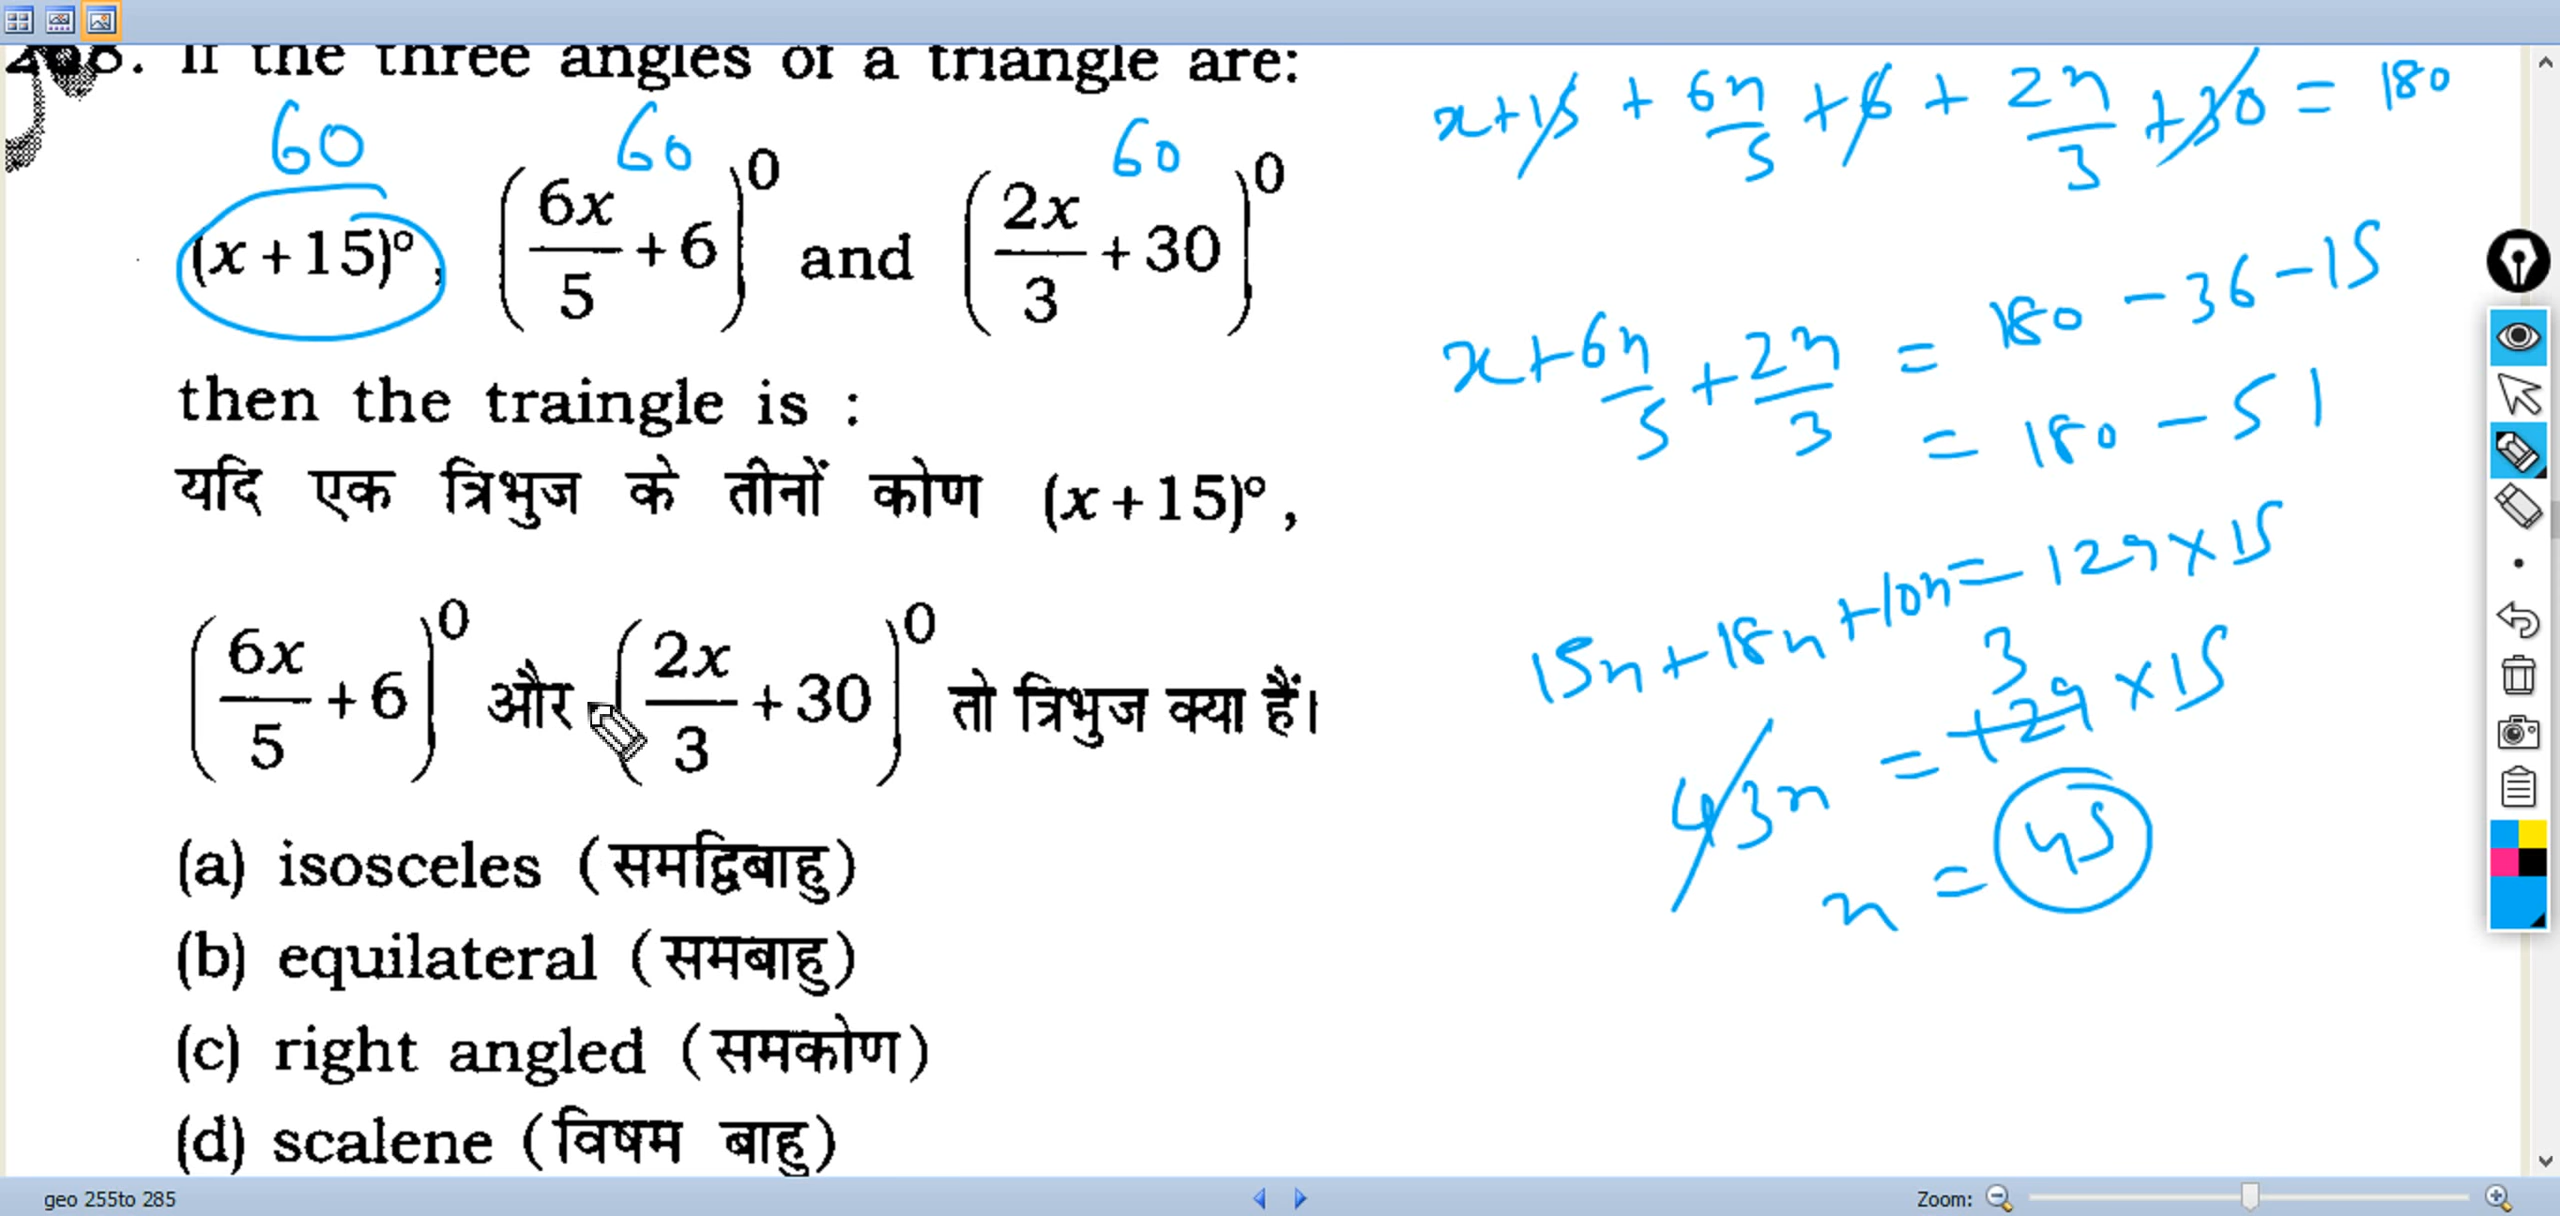 268. If the three angles of a triangle are:
60 60 60
(x+15)°, (6x/5+6)⁰ and (2x/3+30)⁰
then the traingle is :
यदि एक त्रिभुज के तीनों कोण (x+15)°,
(6x/5+6)⁰ और (2x/3+30)⁰ तो त्रिभुज क्या हैं।
(a) isosceles (समद्विबाहु)
(b) equilateral (समबाहु)
(c) right angled (समकोण)
(d) scalene (विषम बाहु)
x+15 + 6x/5 +6 + 2x/3 +30 = 180
x+6x/5+2x/3 = 180 - 36 - 15
= 180 - 51
15x+18x+10x=129×15
3
43x = 129 ×15
x = 45
geo 255to 285
Zoom: